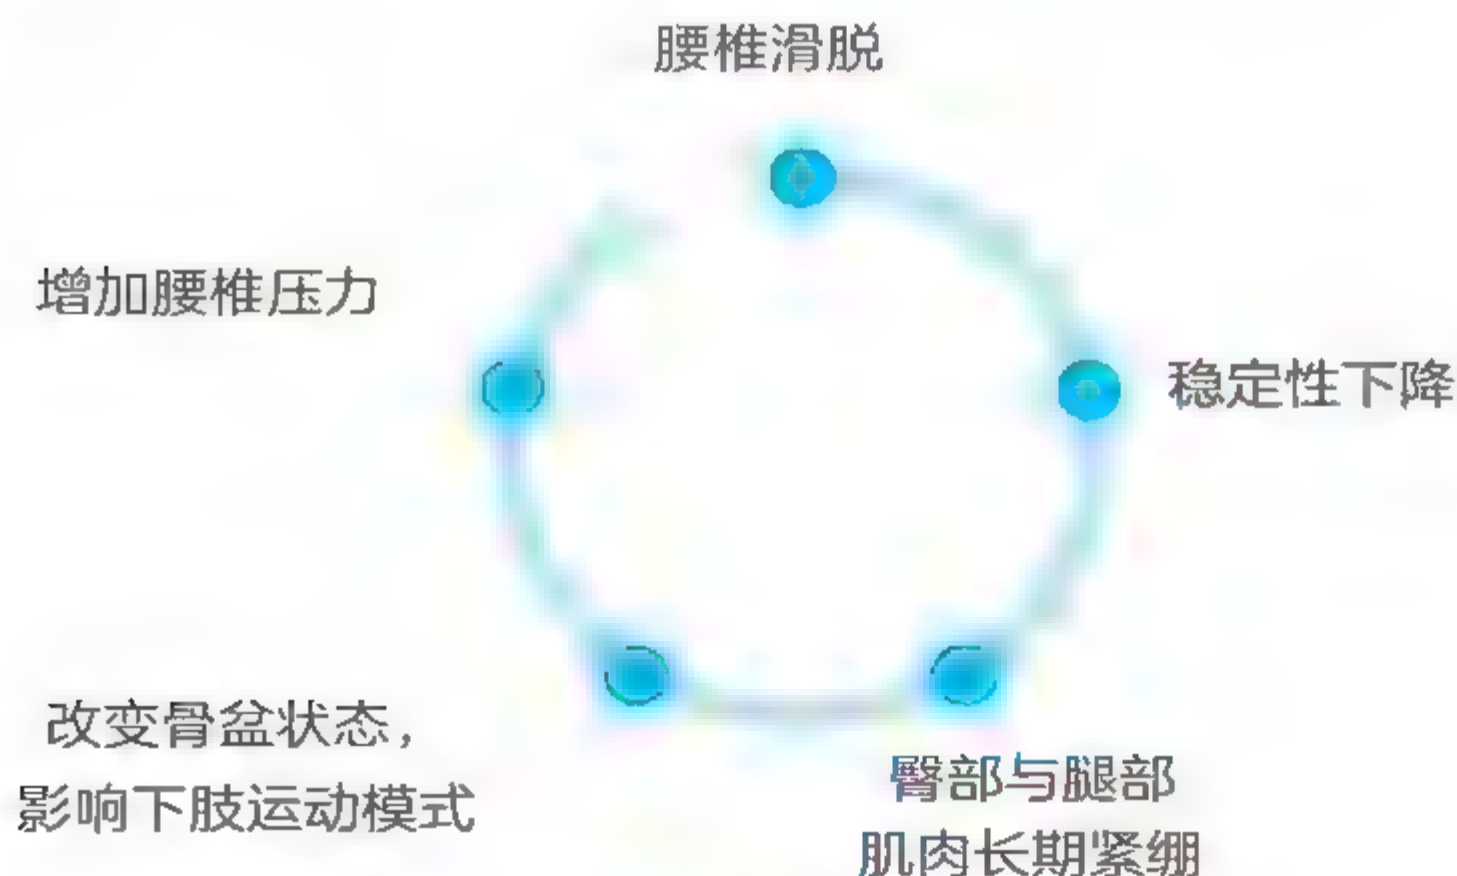 腰椎滑脱
增加腰椎压力
稳定性下降
改变骨盆状态，
影响下肢运动模式
臀部与腿部
肌肉长期紧绷